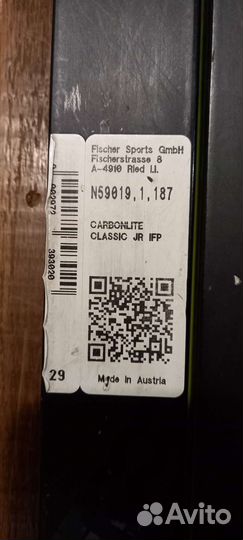 Fischer Sports GmbH
Fischerstrasse 8
A-4910 Ried i.I.
N59019,1,187
CARBONLITE
CLASSIC JR IFP
Made in Austria
29
393020
Avito